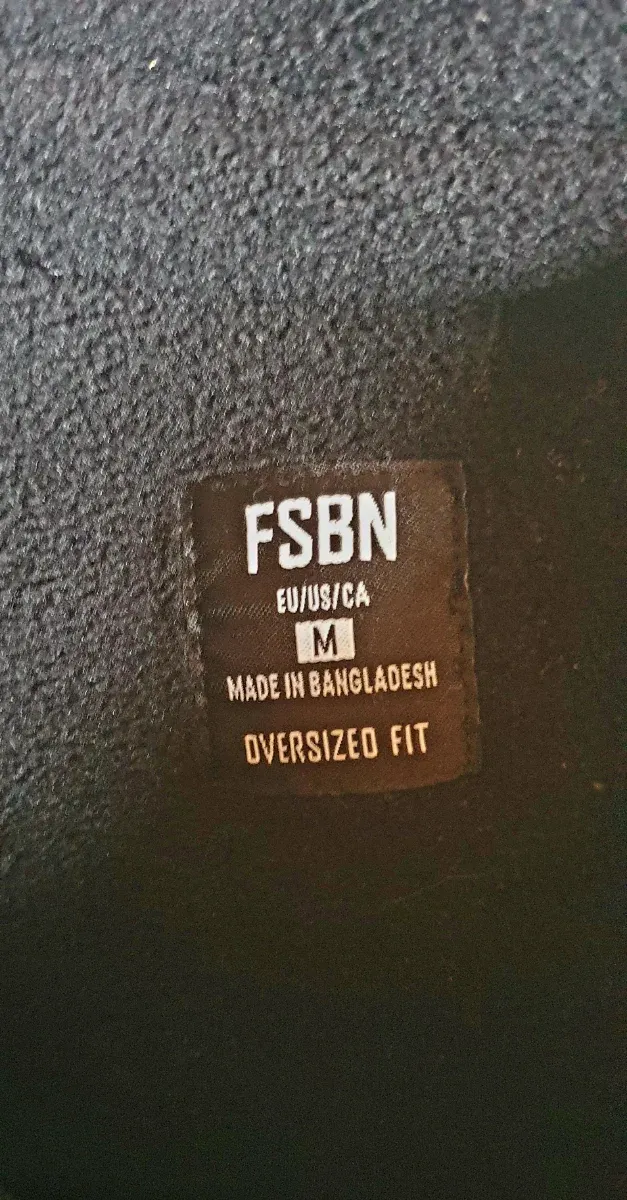 FSBN
EU/US/CA
M
MADE IN BANGLADESH
OVERSIZED FIT